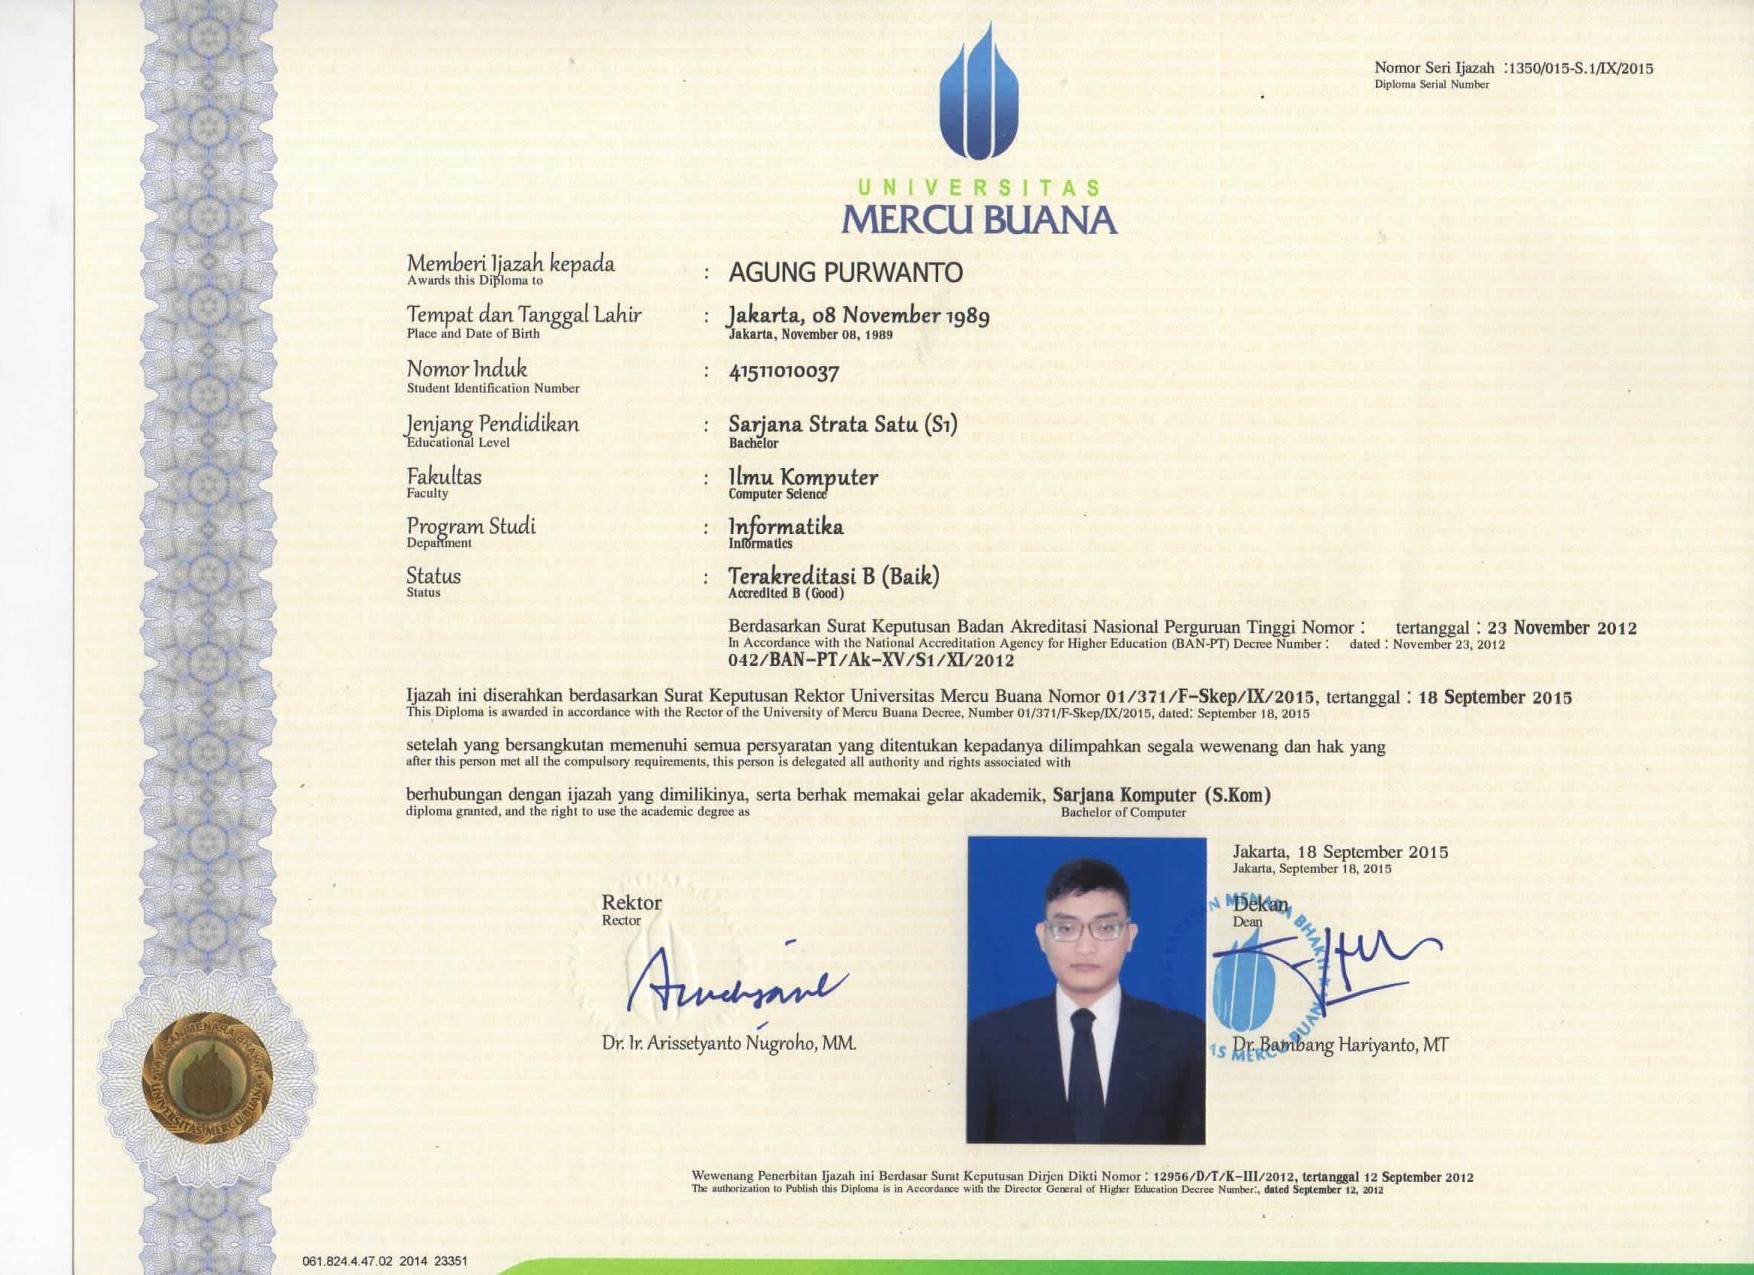 Nomor Seri Ijazah :1350/015-S.1/IX/2015
Diploma Serial Number
UNIVERSITAS
MERCU BUANA
Memberi Ijazah kepada : AGUNG PURWANTO
Awards this Diploma to
Tempat dan Tanggal Lahir : Jakarta, 08 November 1989
Place and Date of Birth Jakarta, November 08, 1989
Nomor Induk : 41511010037
Student Identification Number
Jenjang Pendidikan : Sarjana Strata Satu (S1)
Educational Level Bachelor
Fakultas : Ilmu Komputer
Faculty Computer Science
Program Studi : Informatika
Department Informatics
Status : Terakreditasi B (Baik)
Status Accredited B (Good)
Berdasarkan Surat Keputusan Badan Akreditasi Nasional Perguruan Tinggi Nomor : tertanggal : 23 November 2012
In Accordance with the National Accreditation Agency for Higher Education (BAN-PT) Decree Number : dated : November 23, 2012
042/BAN-PT/Ak-XV/S1/XI/2012
Ijazah ini diserahkan berdasarkan Surat Keputusan Rektor Universitas Mercu Buana Nomor 01/371/F-Skep/IX/2015, tertanggal : 18 September 2015
This Diploma is awarded in accordance with the Rector of the University of Mercu Buana Decree, Number 01/371/F-Skep/IX/2015, dated: September 18, 2015
setelah yang bersangkutan memenuhi semua persyaratan yang ditentukan kepadanya dilimpahkan segala wewenang dan hak yang
after this person met all the compulsory requirements, this person is delegated all authority and rights associated with
berhubungan dengan ijazah yang dimilikinya, serta berhak memakai gelar akademik, Sarjana Komputer (S.Kom)
diploma granted, and the right to use the academic degree as Bachelor of Computer
Jakarta, 18 September 2015
Jakarta, September 18, 2015
Rektor
Rector
Dekan
Dean
Dr. Ir. Arissetyanto Nugroho, MM.
Dr. Bambang Hariyanto, MT
YAYASAN MENARA BHAKTI
UNIVERSITAS MERCU BUANA
Wewenang Penerbitan Ijazah ini Berdasar Surat Keputusan Dirjen Dikti Nomor : 12956/D/T/K-III/2012, tertanggal 12 September 2012
The authorization to Publish this Diploma is in Accordance with the Director General of Higher Education Decree Number:, dated September 12, 2012
061.824.4.47.02 2014 23351